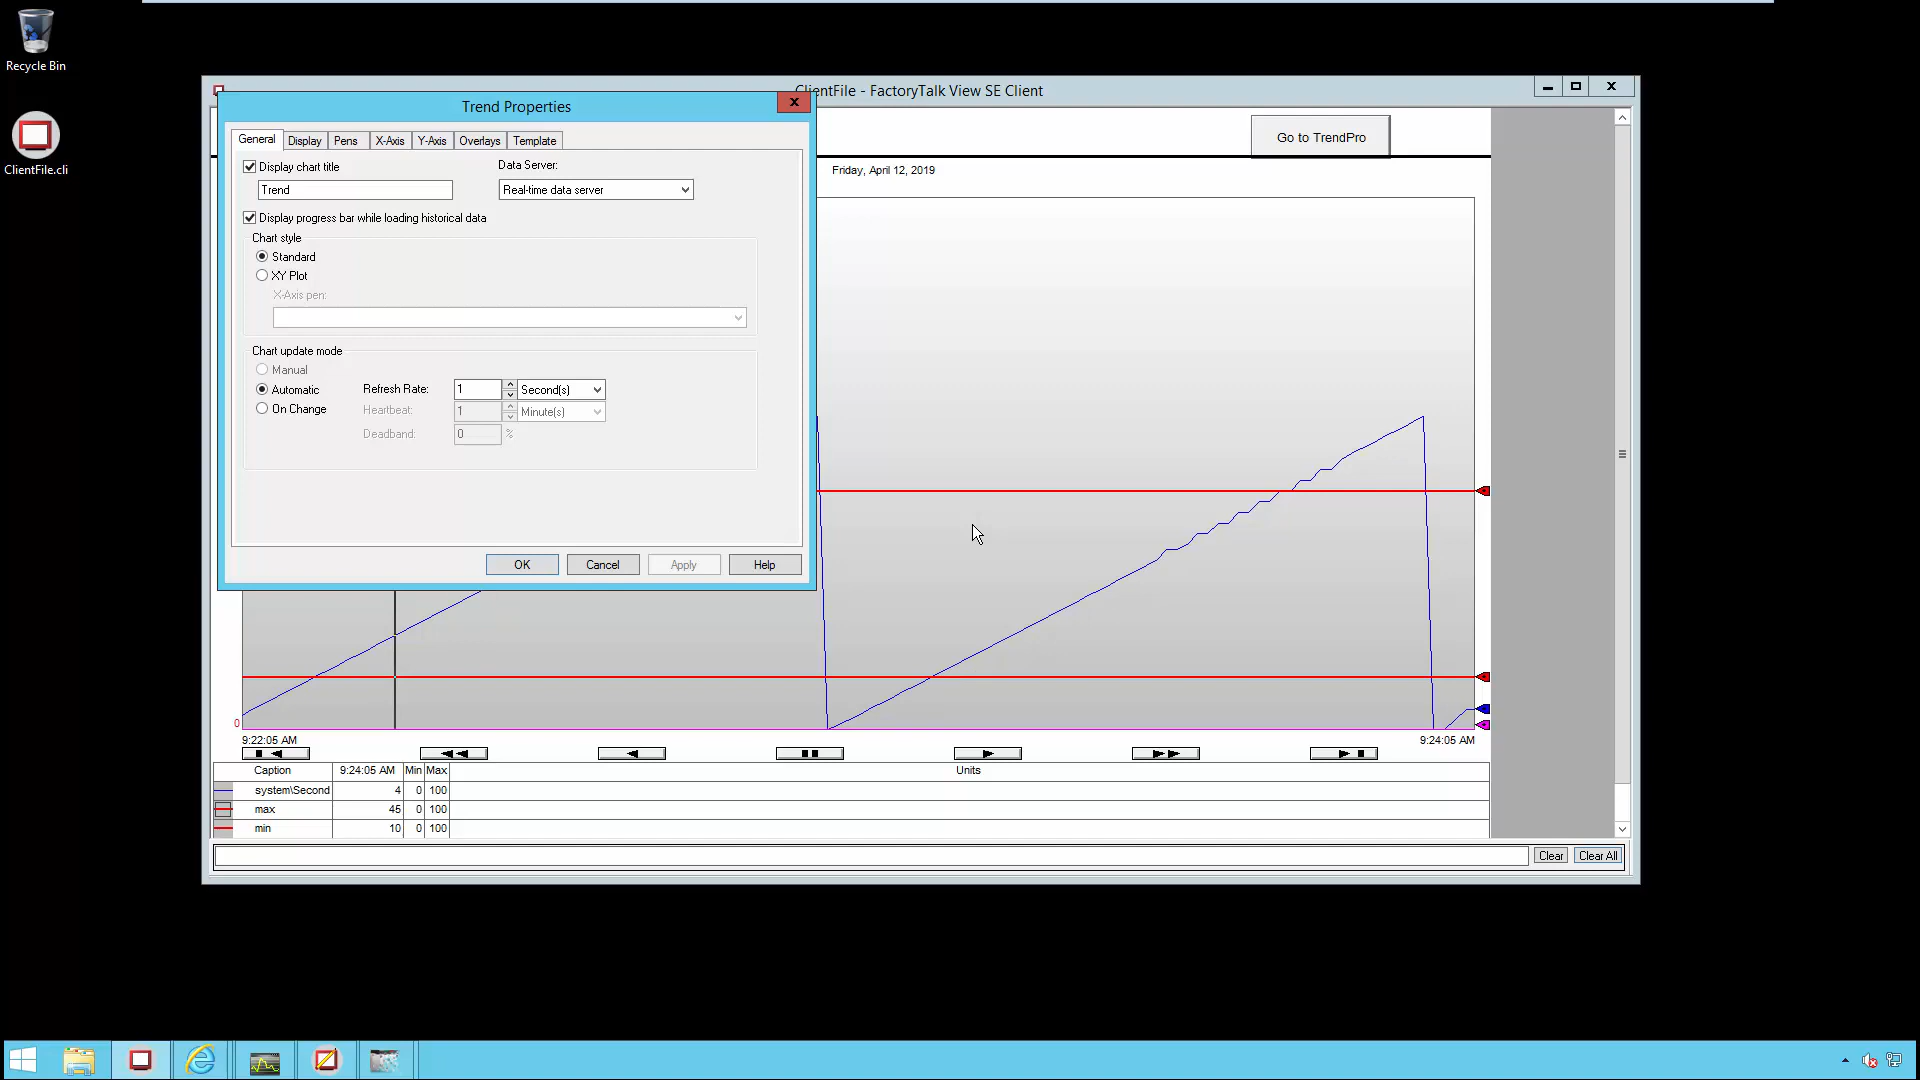 Recycle Bin
ClientFile.cli
ClientFile - FactoryTalk View SE Client
Trend Properties
General
Display
Pens
X-Axis
Y-Axis
Overlays
Template
Display chart title
Data Server:
Trend
Real-time data server
Display progress bar while loading historical data
Chart style
Standard
XY Plot
X-Axis pen:
Chart update mode
Manual
Automatic
Refresh Rate:
1
Second(s)
On Change
Heartbeat:
1
Minute(s)
Deadband:
0
%
OK
Cancel
Apply
Help
Go to TrendPro
Friday, April 12, 2019
0
9:22:05 AM
9:24:05 AM
Caption 9:24:05 AM Min Max Units
system\Second 4 0 100
max 45 0 100
min 10 0 100
Clear
Clear All